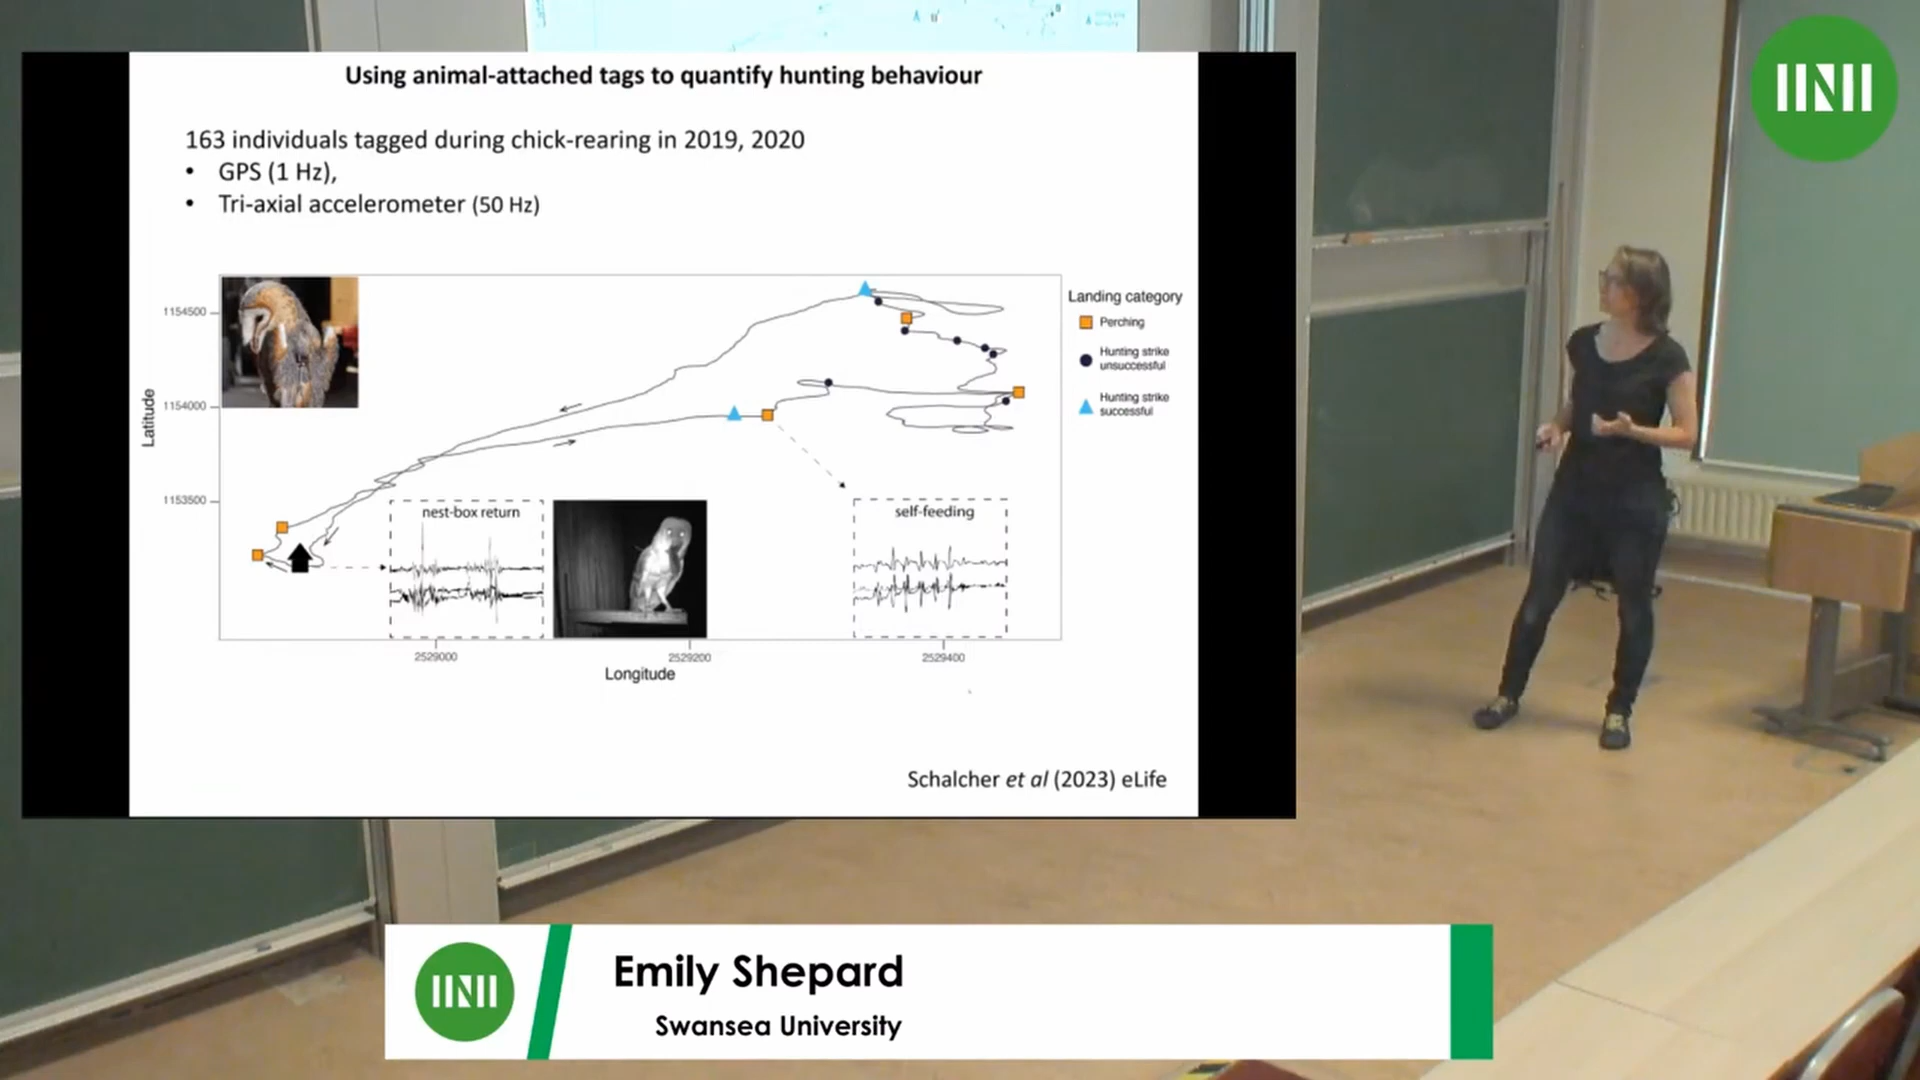 Using animal-attached tags to quantify hunting behaviour
163 individuals tagged during chick-rearing in 2019, 2020
• GPS (1 Hz),
• Tri-axial accelerometer (50 Hz)
Landing category
Perching
Hunting strike
unsuccessful
Hunting strike
successful
1154500
1154000
1153500
Latitude
nest-box return
self-feeding
2529000
2529200
2529400
Longitude
Schalcher et al (2023) eLife
Emily Shepard
Swansea University